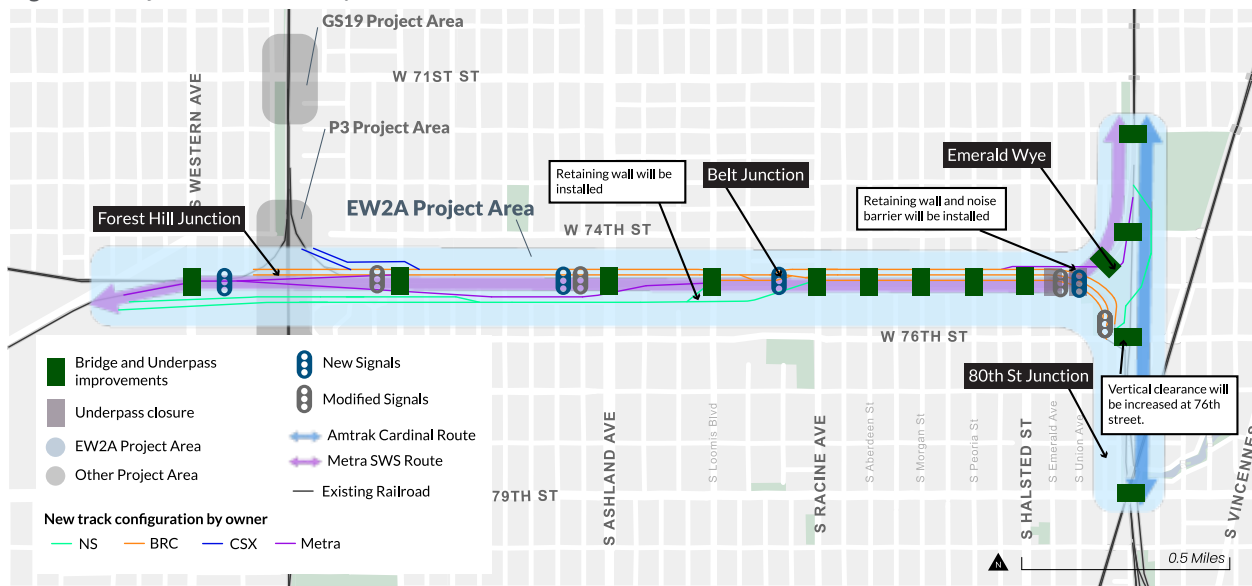 GS19 Project Area
W 71ST ST
S WESTERN AVE
P3 Project Area
Retaining wall will be
installed
Belt Junction
Emerald Wye
Retaining wall and noise
barrier will be installed
Forest Hill Junction
EW2A Project Area
W 74TH ST
W 76TH ST
80th St Junction
Vertical clearance will
be increased at 76th
street.
Bridge and Underpass
improvements
Underpass closure
EW2A Project Area
Other Project Area
New Signals
Modified Signals
Amtrak Cardinal Route
Metra SWS Route
Existing Railroad
New track configuration by owner
NS
BRC
CSX
Metra
79TH ST
S ASHLAND AVE
S Loomis Blvd
S RACINE AVE
S Aberdeen St
S Morgan St
S Peoria St
S HALSTED ST
S Emerald Ave
S Union Ave
S VINCENNES
N
0.5 Miles